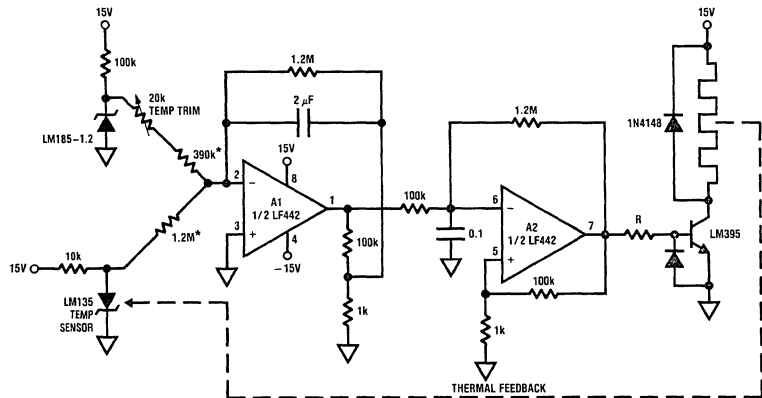 15V
100k
20k
TEMP TRIM
LM185-1.2
390k*
1.2M*
15V
10k
LM135
TEMP
SENSOR
1.2M
2 μF
15V
2
8
−
A1
1/2 LF442
1
3
+
4
−15V
100k
1k
100k
0.1
1.2M
6
−
A2
1/2 LF442
7
5
+
100k
1k
R
15V
1N4148
LM395
THERMAL FEEDBACK